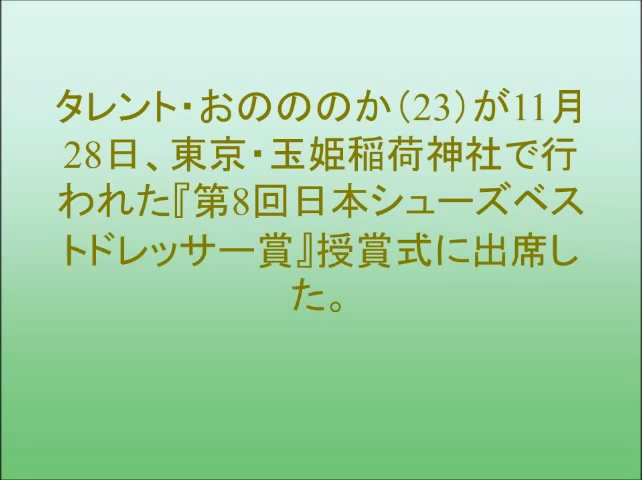 タレント・おのののか（23）が11月
28日、東京・玉姫稲荷神社で行
われた『第8回日本シューズベス
トドレッサー賞』授賞式に出席し
た。